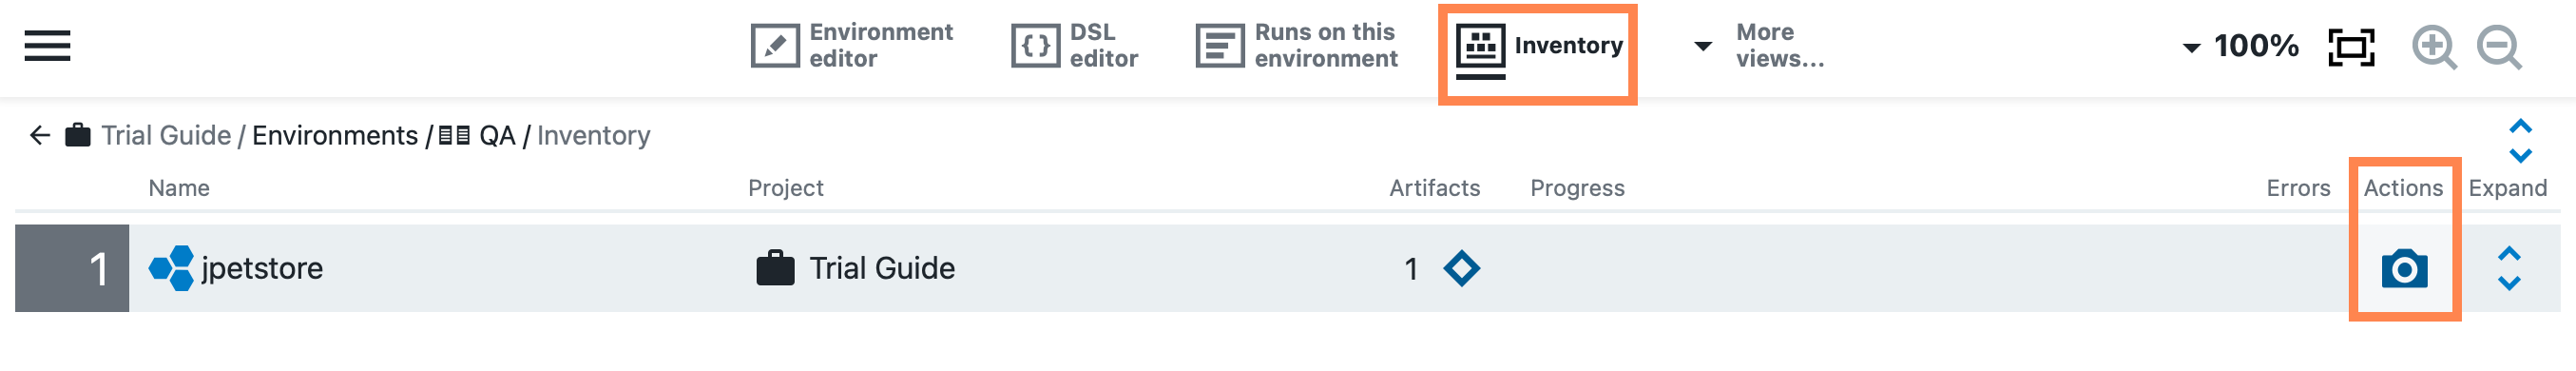 Environment editor
DSL editor
Runs on this environment
Inventory
More views...
100%
Trial Guide / Environments / QA / Inventory
Name Project Artifacts Progress Errors Actions Expand
1 jpetstore Trial Guide 1